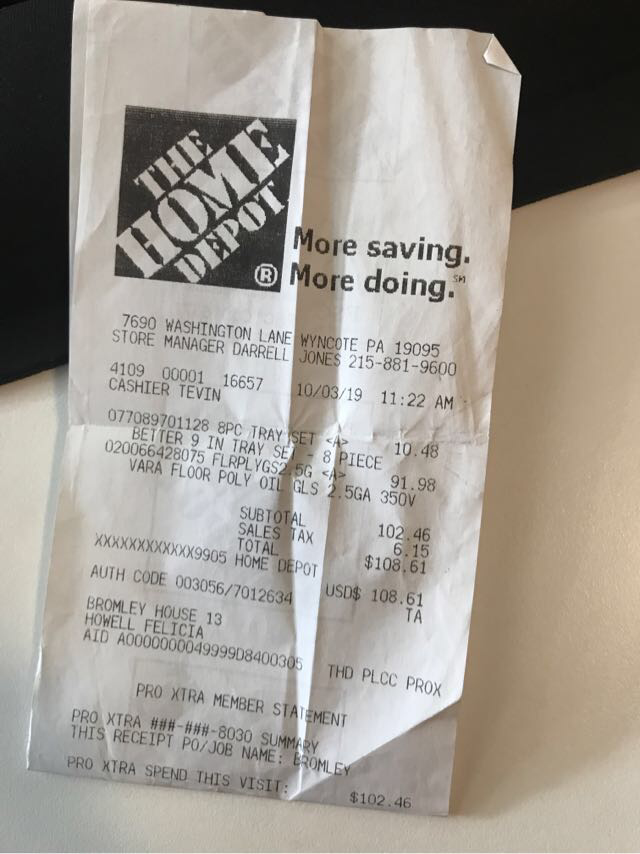 THE
HOME
DEPOT
®
More saving.
More doing.℠
7690 WASHINGTON LANE WYNCOTE PA 19095
STORE MANAGER DARRELL JONES 215-881-9600
4109 00001 16657 10/03/19 11:22 AM
CASHIER TEVIN
077089701128 8PC TRAY SET <A> 10.48
BETTER 9 IN TRAY SET - 8 PIECE
020066428075 FLRPLYGS2.5G <A> 91.98
VARA FLOOR POLY OIL GLS 2.5GA 350V
SUBTOTAL 102.46
SALES TAX 6.15
TOTAL $108.61
XXXXXXXXXXXX9905 HOME DEPOT
USD$ 108.61
AUTH CODE 003056/7012634 TA
BROMLEY HOUSE 13
HOWELL FELICIA
AID A0000000049999D8400305 THD PLCC PROX
PRO XTRA MEMBER STATEMENT
PRO XTRA ###-###-8030 SUMMARY
THIS RECEIPT PO/JOB NAME: BROMLEY
PRO XTRA SPEND THIS VISIT: $102.46